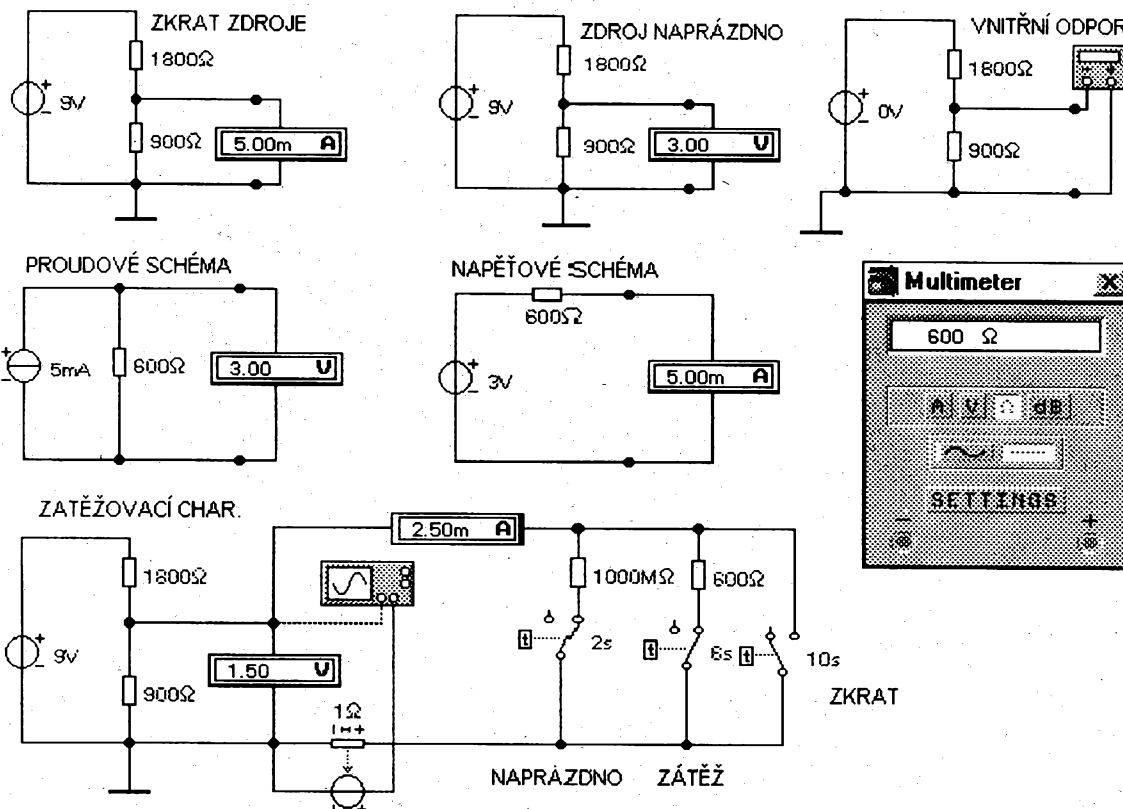 ZKRAT ZDROJE
1800Ω
+
9V
-
900Ω
5.00m A
ZDROJ NAPRÁZDNO
1800Ω
+
9V
-
900Ω
3.00 V
VNITŘNÍ ODPOR
1800Ω
- +
+
0V
-
900Ω
PROUDOVÉ SCHÉMA
+
5mA
-
600Ω
3.00 V
NAPĚŤOVÉ SCHÉMA
600Ω
+
3V
-
5.00m A
Multimeter X
600 Ω
A V Ω dB
SETTINGS
- +
ZATĚŽOVACÍ CHAR.
1800Ω
+
9V
-
900Ω
1.50 V
2.50m A
1000MΩ
600Ω
t 2s
t 6s
t 10s
ZKRAT
1Ω
NAPRÁZDNO
ZÁTĚŽ